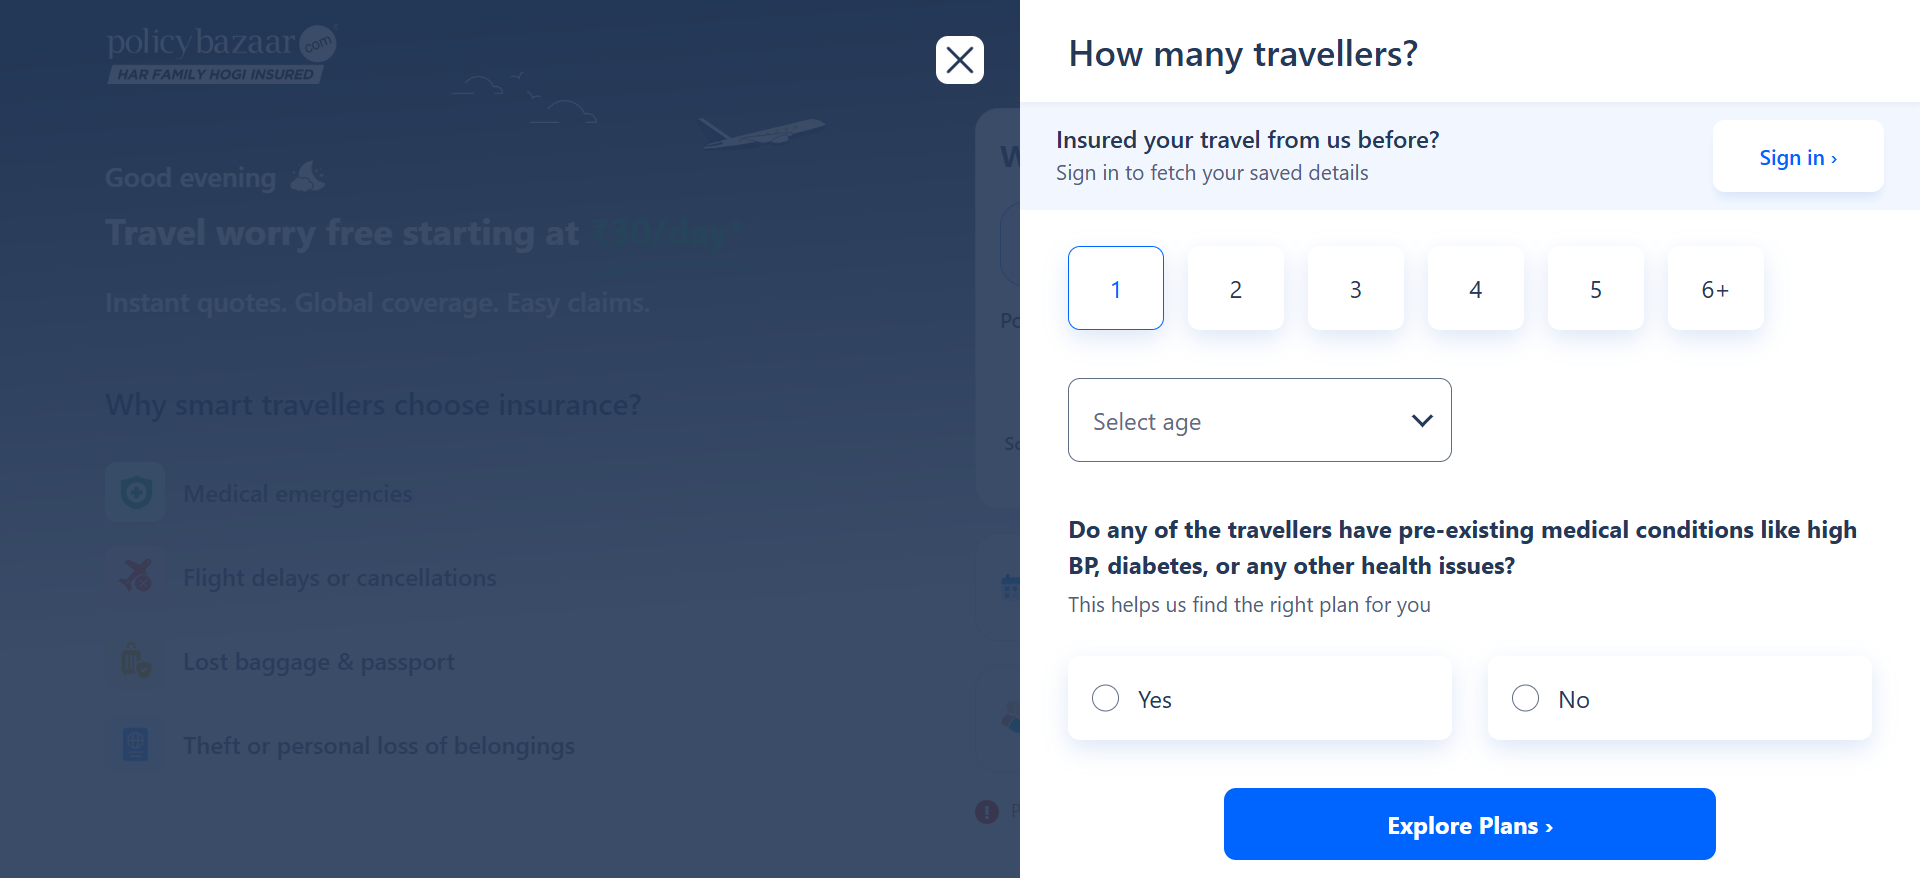 policybazaar com
HAR FAMILY HOGI INSURED
Good evening
Travel worry free starting at ₹30/day*
Instant quotes. Global coverage. Easy claims.
Why smart travellers choose insurance?
Medical emergencies
Flight delays or cancellations
Lost baggage & passport
Theft or personal loss of belongings
How many travellers?
Insured your travel from us before?
Sign in to fetch your saved details
Sign in ›
1 2 3 4 5 6+
Select age
Do any of the travellers have pre-existing medical conditions like high
BP, diabetes, or any other health issues?
This helps us find the right plan for you
Yes No
Explore Plans ›